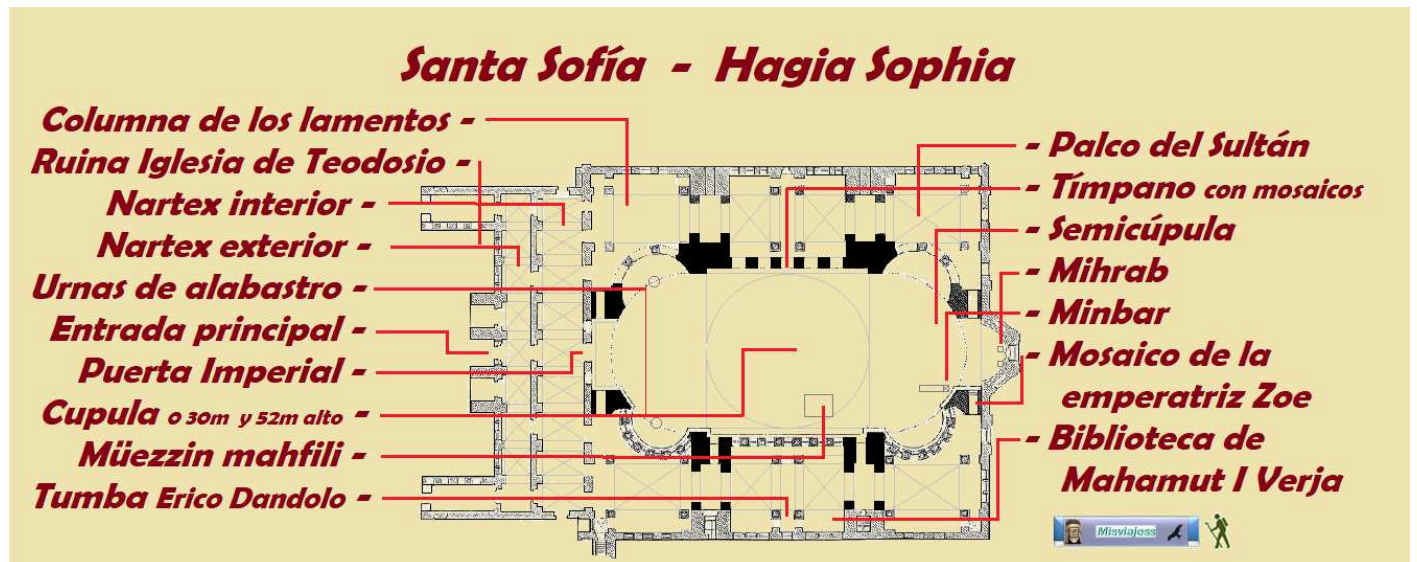 Santa Sofía - Hagia Sophia
Columna de los lamentos -
Ruina Iglesia de Teodosio -
Nartex interior -
Nartex exterior -
Urnas de alabastro -
Entrada principal -
Puerta Imperial -
Cupula o 30m y 52m alto -
Müezzin mahfili -
Tumba Erico Dandolo -
- Palco del Sultán
- Tímpano con mosaicos
- Semicúpula
- Mihrab
- Minbar
- Mosaico de la
emperatriz Zoe
- Biblioteca de
Mahamut I Verja
Misviajoss